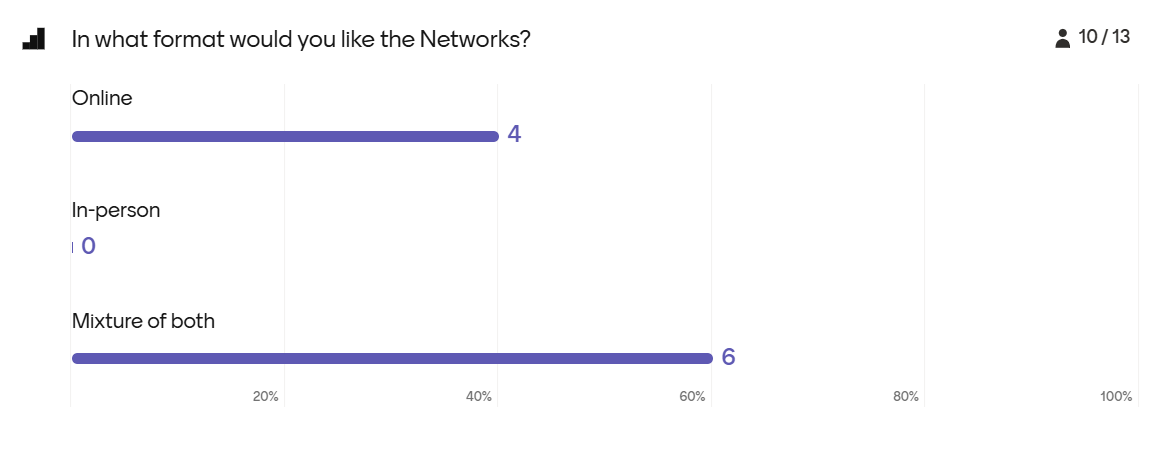 In what format would you like the Networks?
10 / 13
Online
4
In-person
0
Mixture of both
6
20% 40% 60% 80% 100%